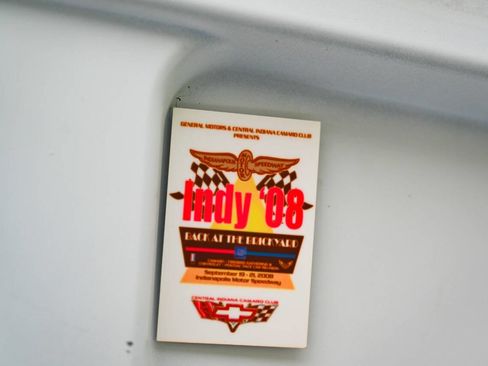 GENERAL MOTORS & CENTRAL INDIANA CAMARO CLUB
PRESENTS
INDIANAPOLIS SPEEDWAY
Indy '08
BACK AT THE BRICKYARD
September 19 - 21, 2008
Indianapolis Motor Speedway
CENTRAL INDIANA CAMARO CLUB